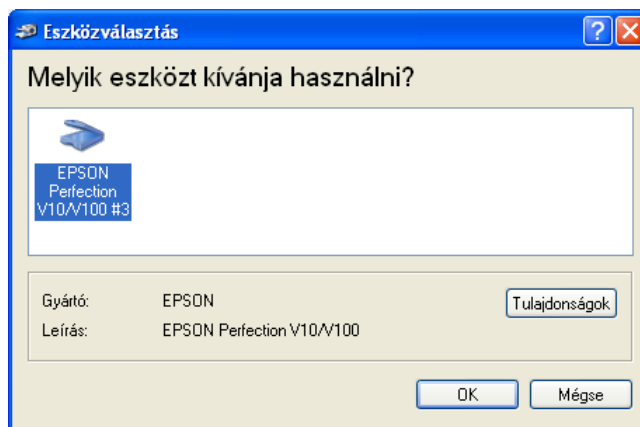 Eszközválasztás
Melyik eszközt kívánja használni?
EPSON
Perfection
V10/V100 #3
Gyártó: EPSON
Tulajdonságok
Leírás: EPSON Perfection V10/V100
OK Mégse